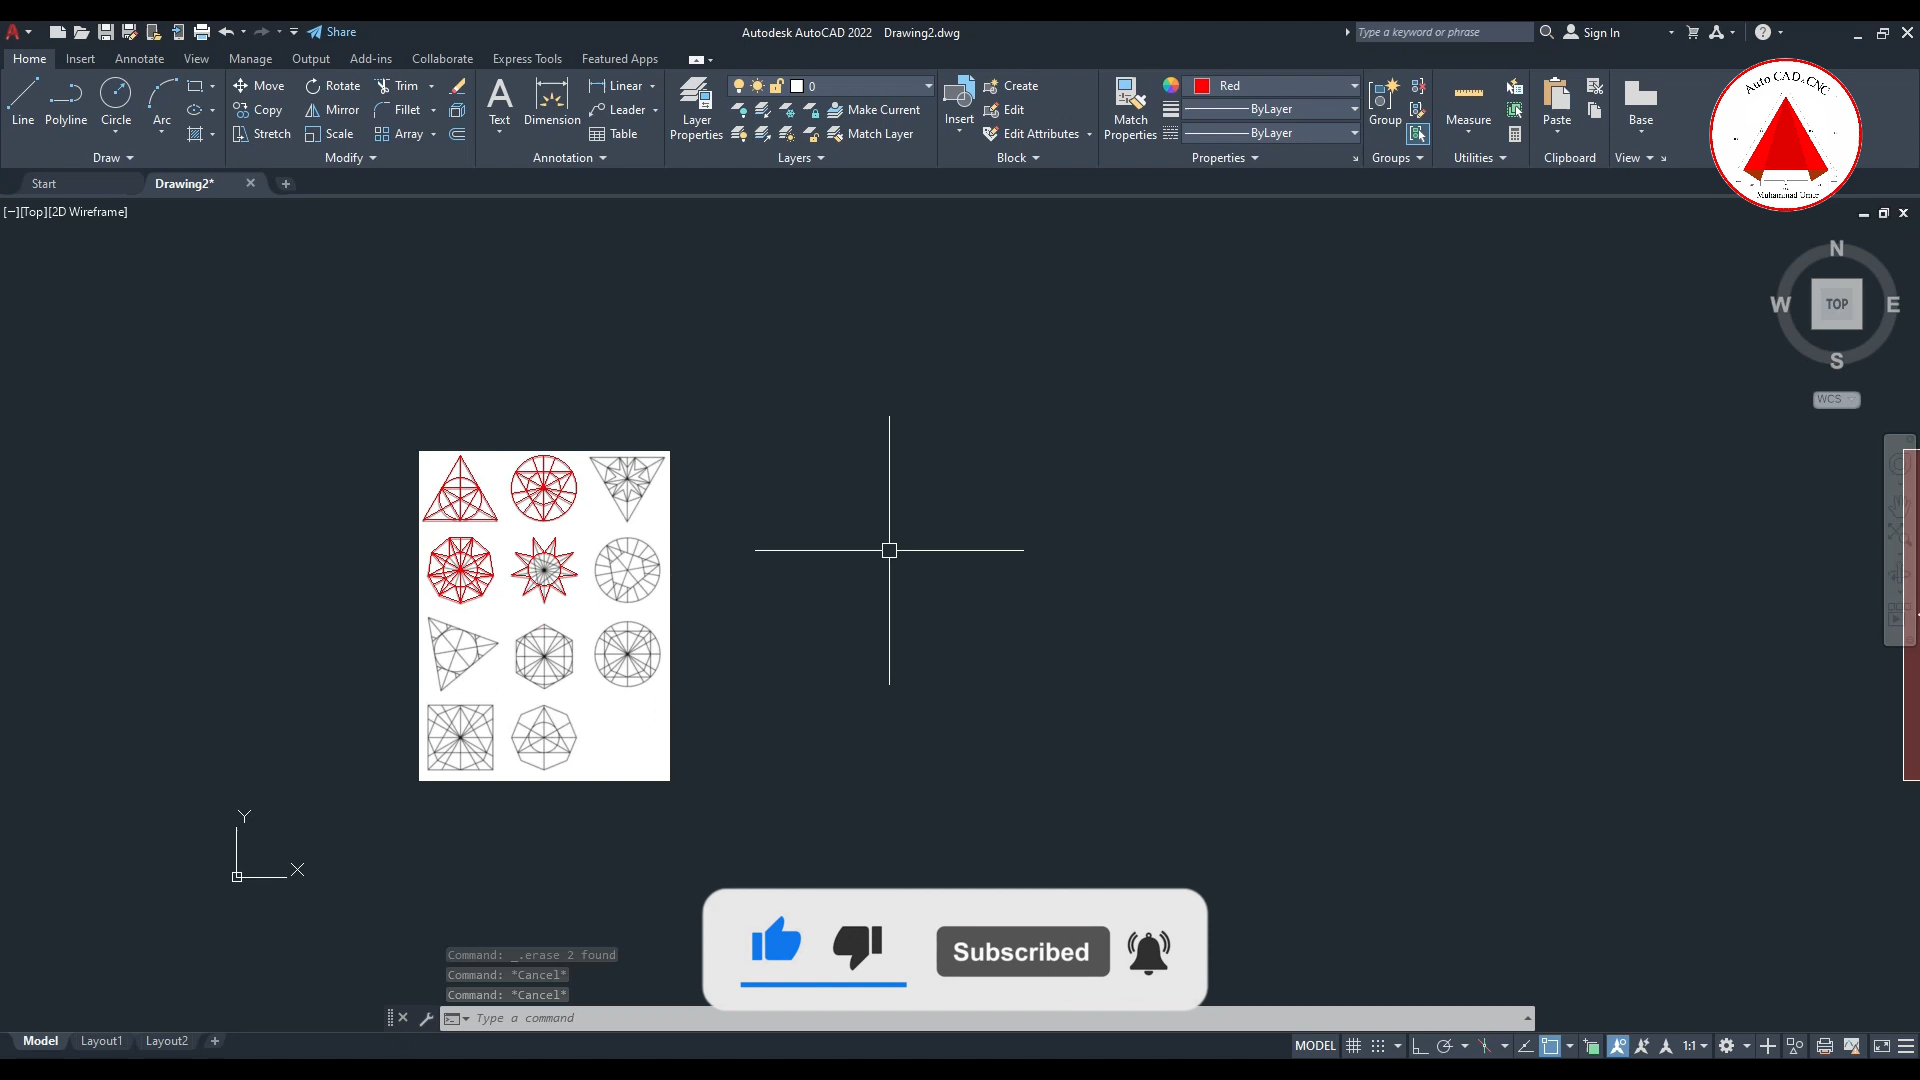 Share
Autodesk AutoCAD 2022 Drawing2.dwg
Type a keyword or phrase
Sign In
Home Insert Annotate View Manage Output Collaborate Add-ins Express Tools Featured Apps
Line Polyline Circle Arc
Move Rotate Trim
Copy Mirror Fillet
Stretch Scale Array
Text Dimension
Linear
Leader
Table
Layer Properties
0
Make Current
Match Layer
Insert
Create
Edit
Edit Attributes
Match Properties
Red
ByLayer
ByLayer
Group
Measure
Paste
Base
Draw Modify Annotation Layers Block Properties Groups Utilities Clipboard View
Auto CAD & CNC
Muhammad Umer
Start Drawing2*
[−][Top][2D Wireframe]
N
W TOP E
S
WCS
Y
X
Command: _.erase 2 found
Command: *Cancel*
Command: *Cancel*
Subscribed
Type a command
Model Layout1 Layout2
MODEL 1:1